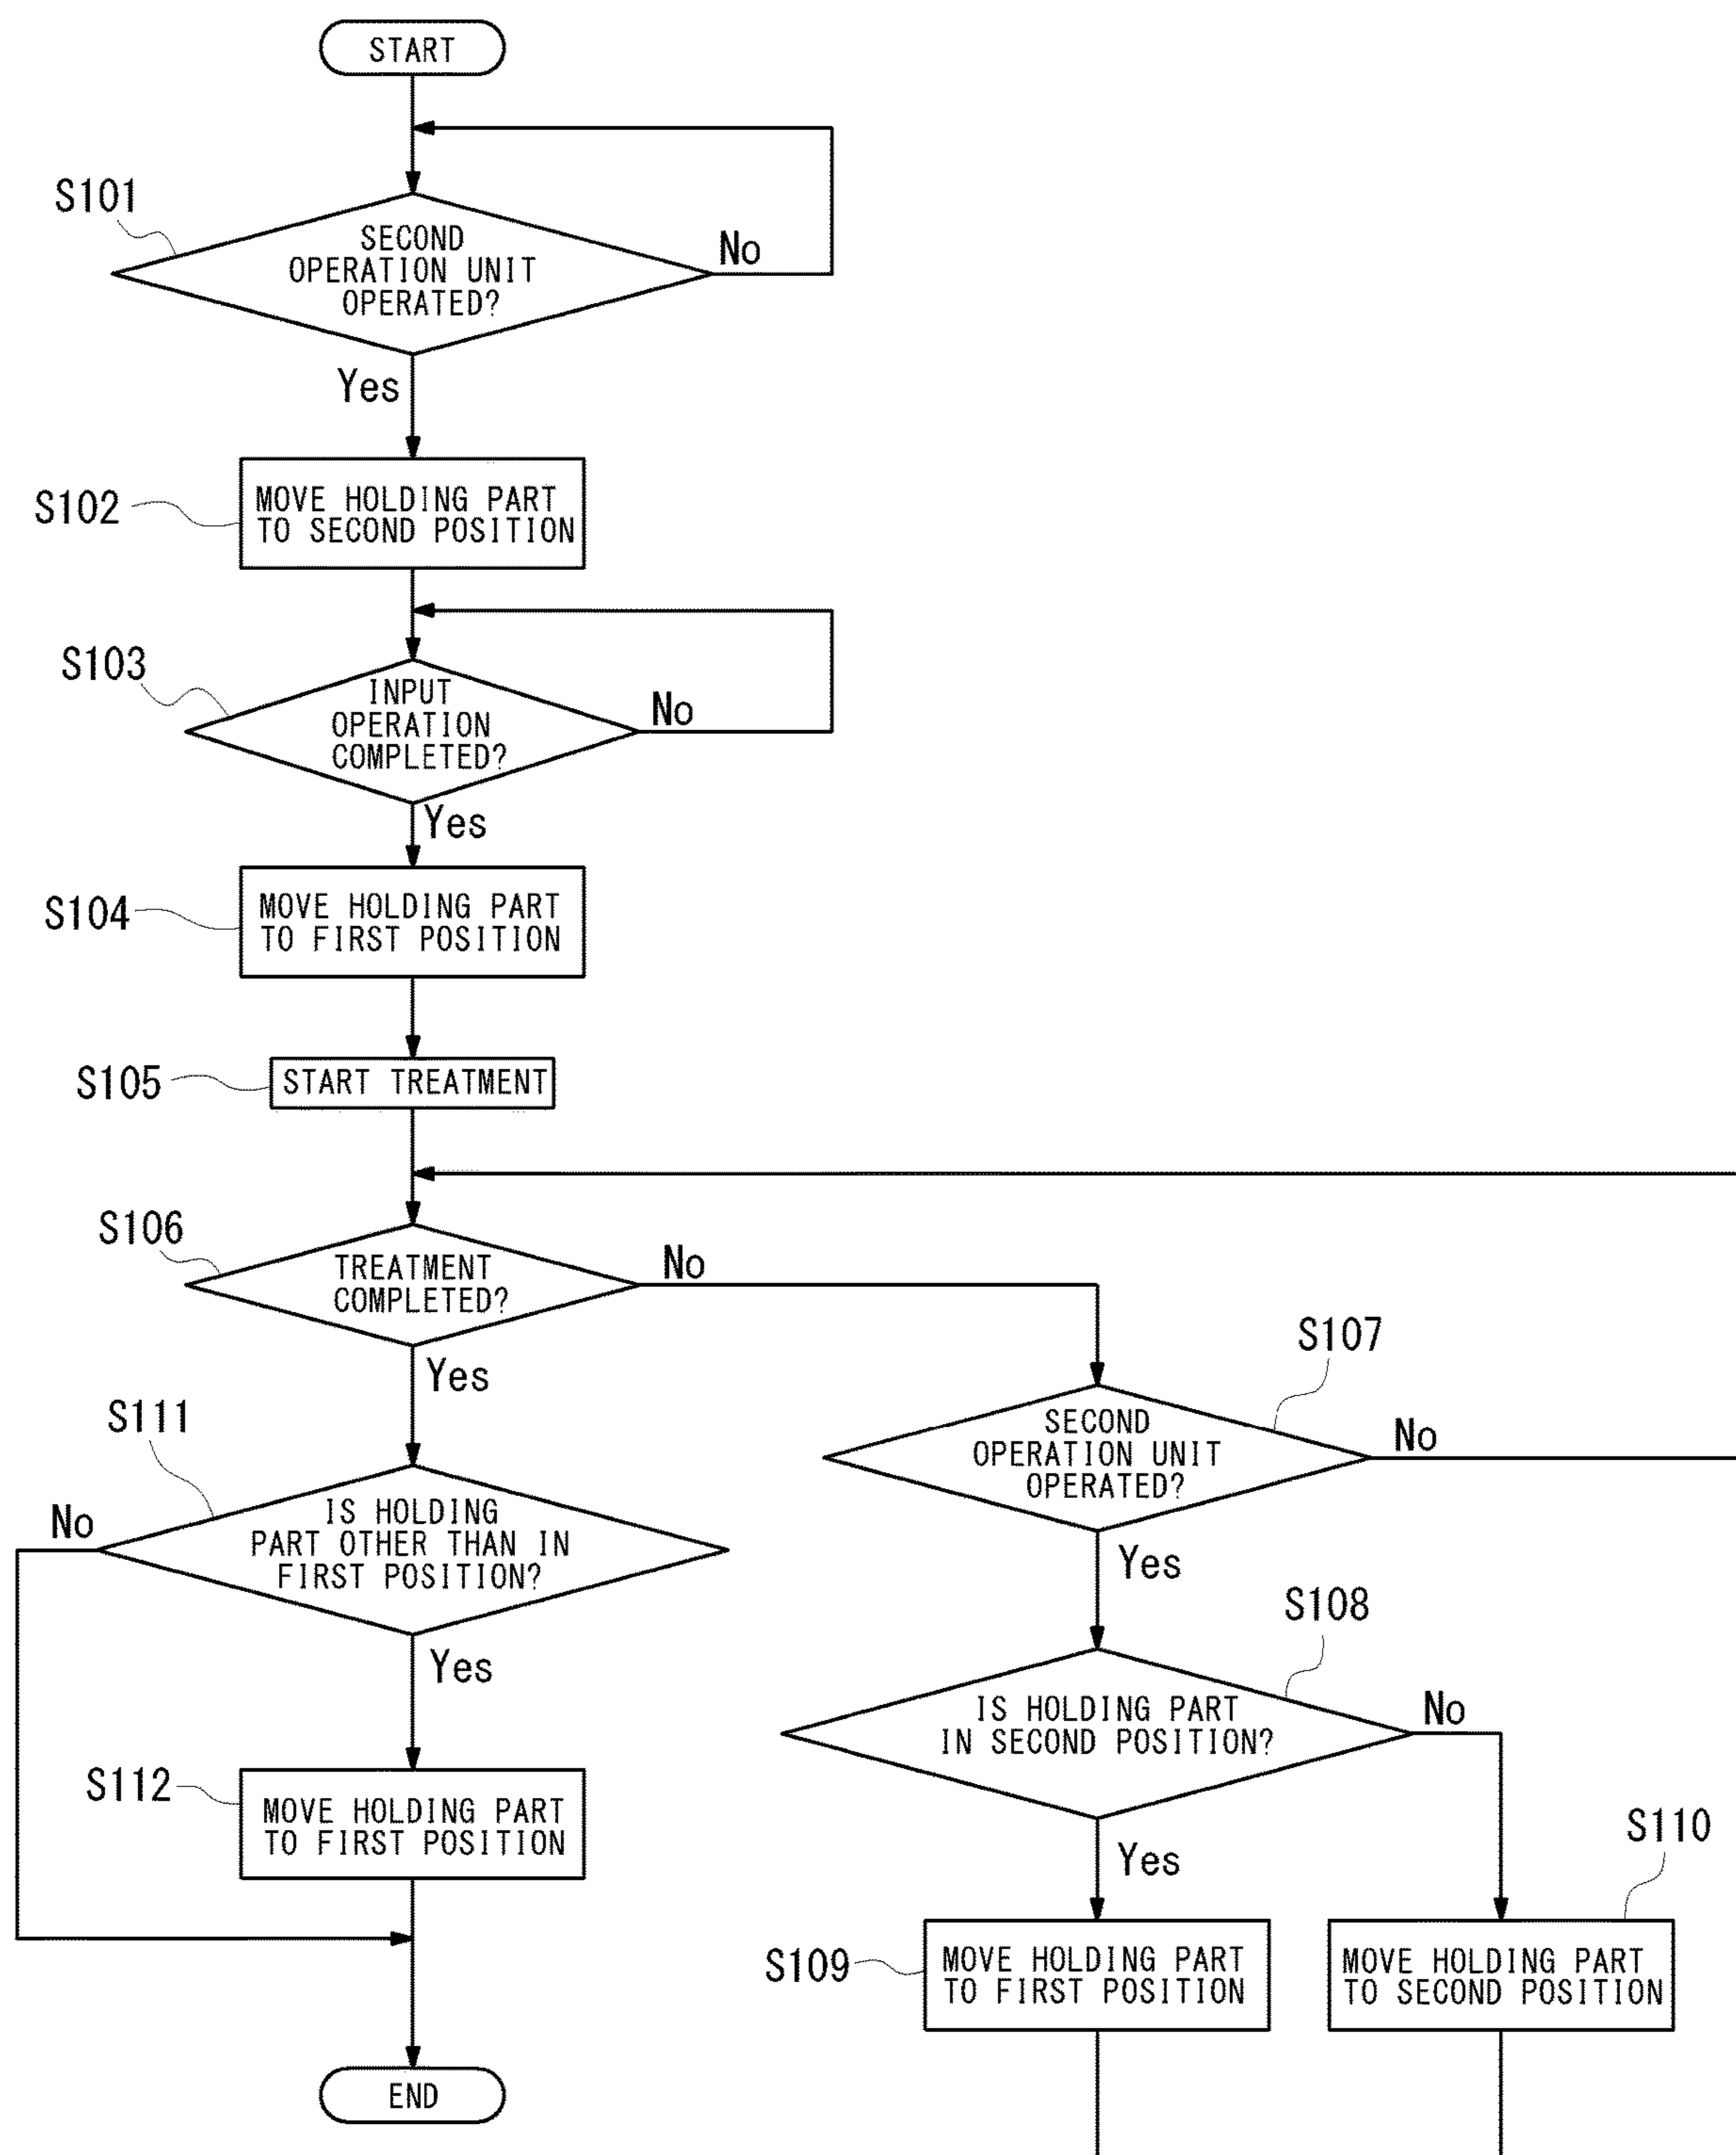 START
S101
SECOND
OPERATION UNIT
OPERATED?
No
Yes
S102
MOVE HOLDING PART
TO SECOND POSITION
S103
INPUT
OPERATION
COMPLETED?
No
Yes
S104
MOVE HOLDING PART
TO FIRST POSITION
S105
START TREATMENT
S106
TREATMENT
COMPLETED?
No
Yes
S107
SECOND
OPERATION UNIT
OPERATED?
No
Yes
S108
IS HOLDING PART
IN SECOND POSITION?
No
Yes
S109
MOVE HOLDING PART
TO FIRST POSITION
S110
MOVE HOLDING PART
TO SECOND POSITION
S111
IS HOLDING
PART OTHER THAN IN
FIRST POSITION?
No
Yes
S112
MOVE HOLDING PART
TO FIRST POSITION
END